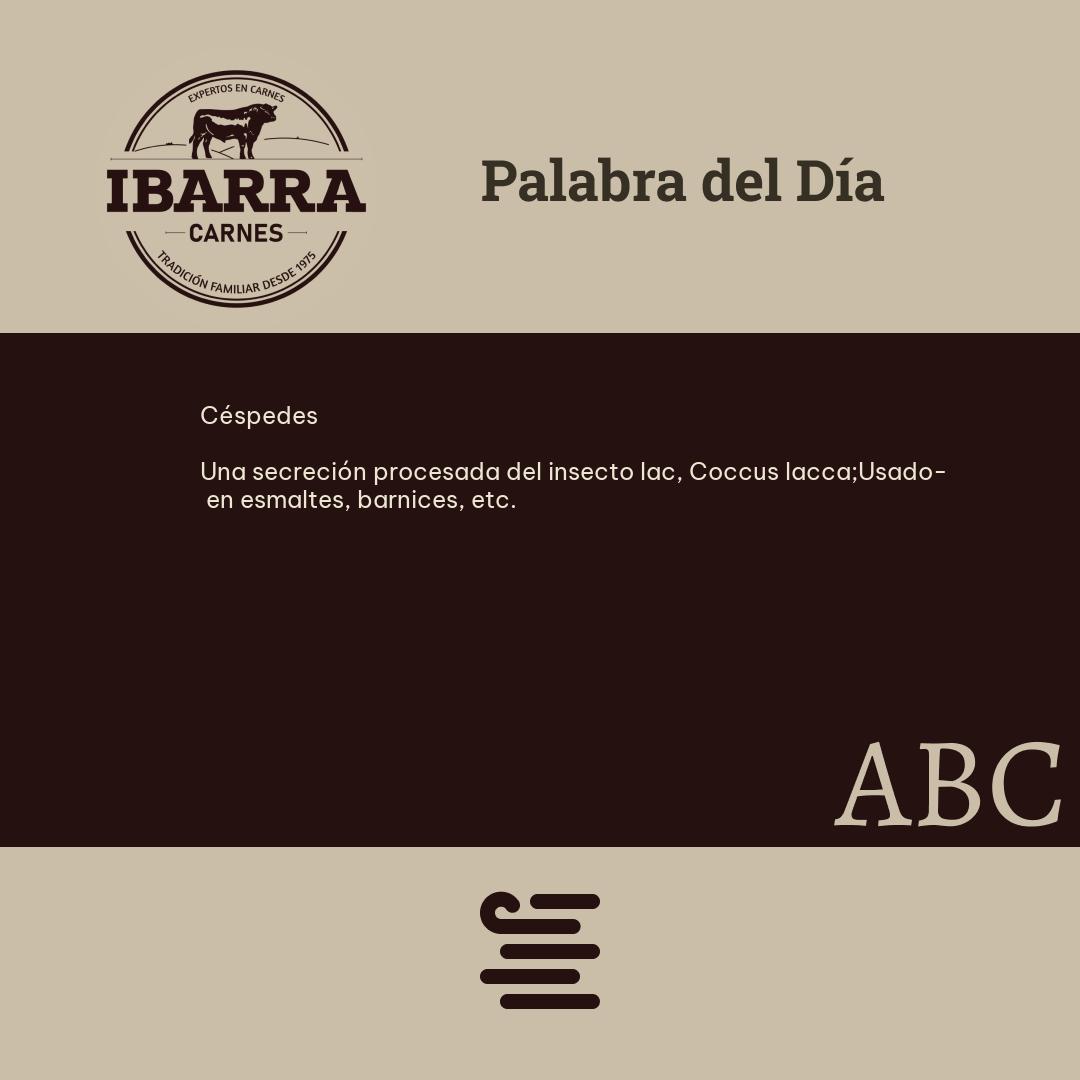 EXPERTOS EN CARNES
IBARRA
CARNES
TRADICIÓN FAMILIAR DESDE 1975
Palabra del Día
Céspedes
Una secreción procesada del insecto lac, Coccus lacca;Usado-
en esmaltes, barnices, etc.
ABC